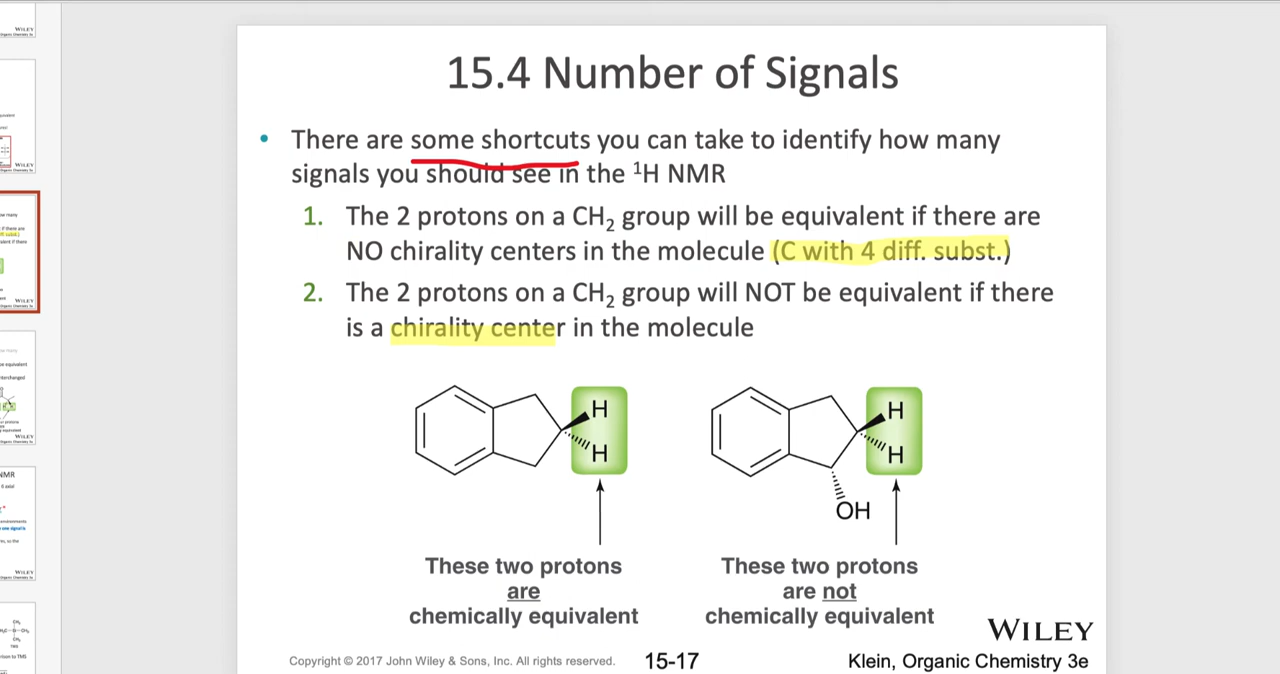 15.4 Number of Signals
• There are some shortcuts you can take to identify how many
signals you should see in the ¹H NMR
1. The 2 protons on a CH₂ group will be equivalent if there are
NO chirality centers in the molecule (C with 4 diff. subst.)
2. The 2 protons on a CH₂ group will NOT be equivalent if there
is a chirality center in the molecule
H
H
H
H
OH
These two protons
are
chemically equivalent
These two protons
are not
chemically equivalent
WILEY
Copyright © 2017 John Wiley & Sons, Inc. All rights reserved.
15-17
Klein, Organic Chemistry 3e